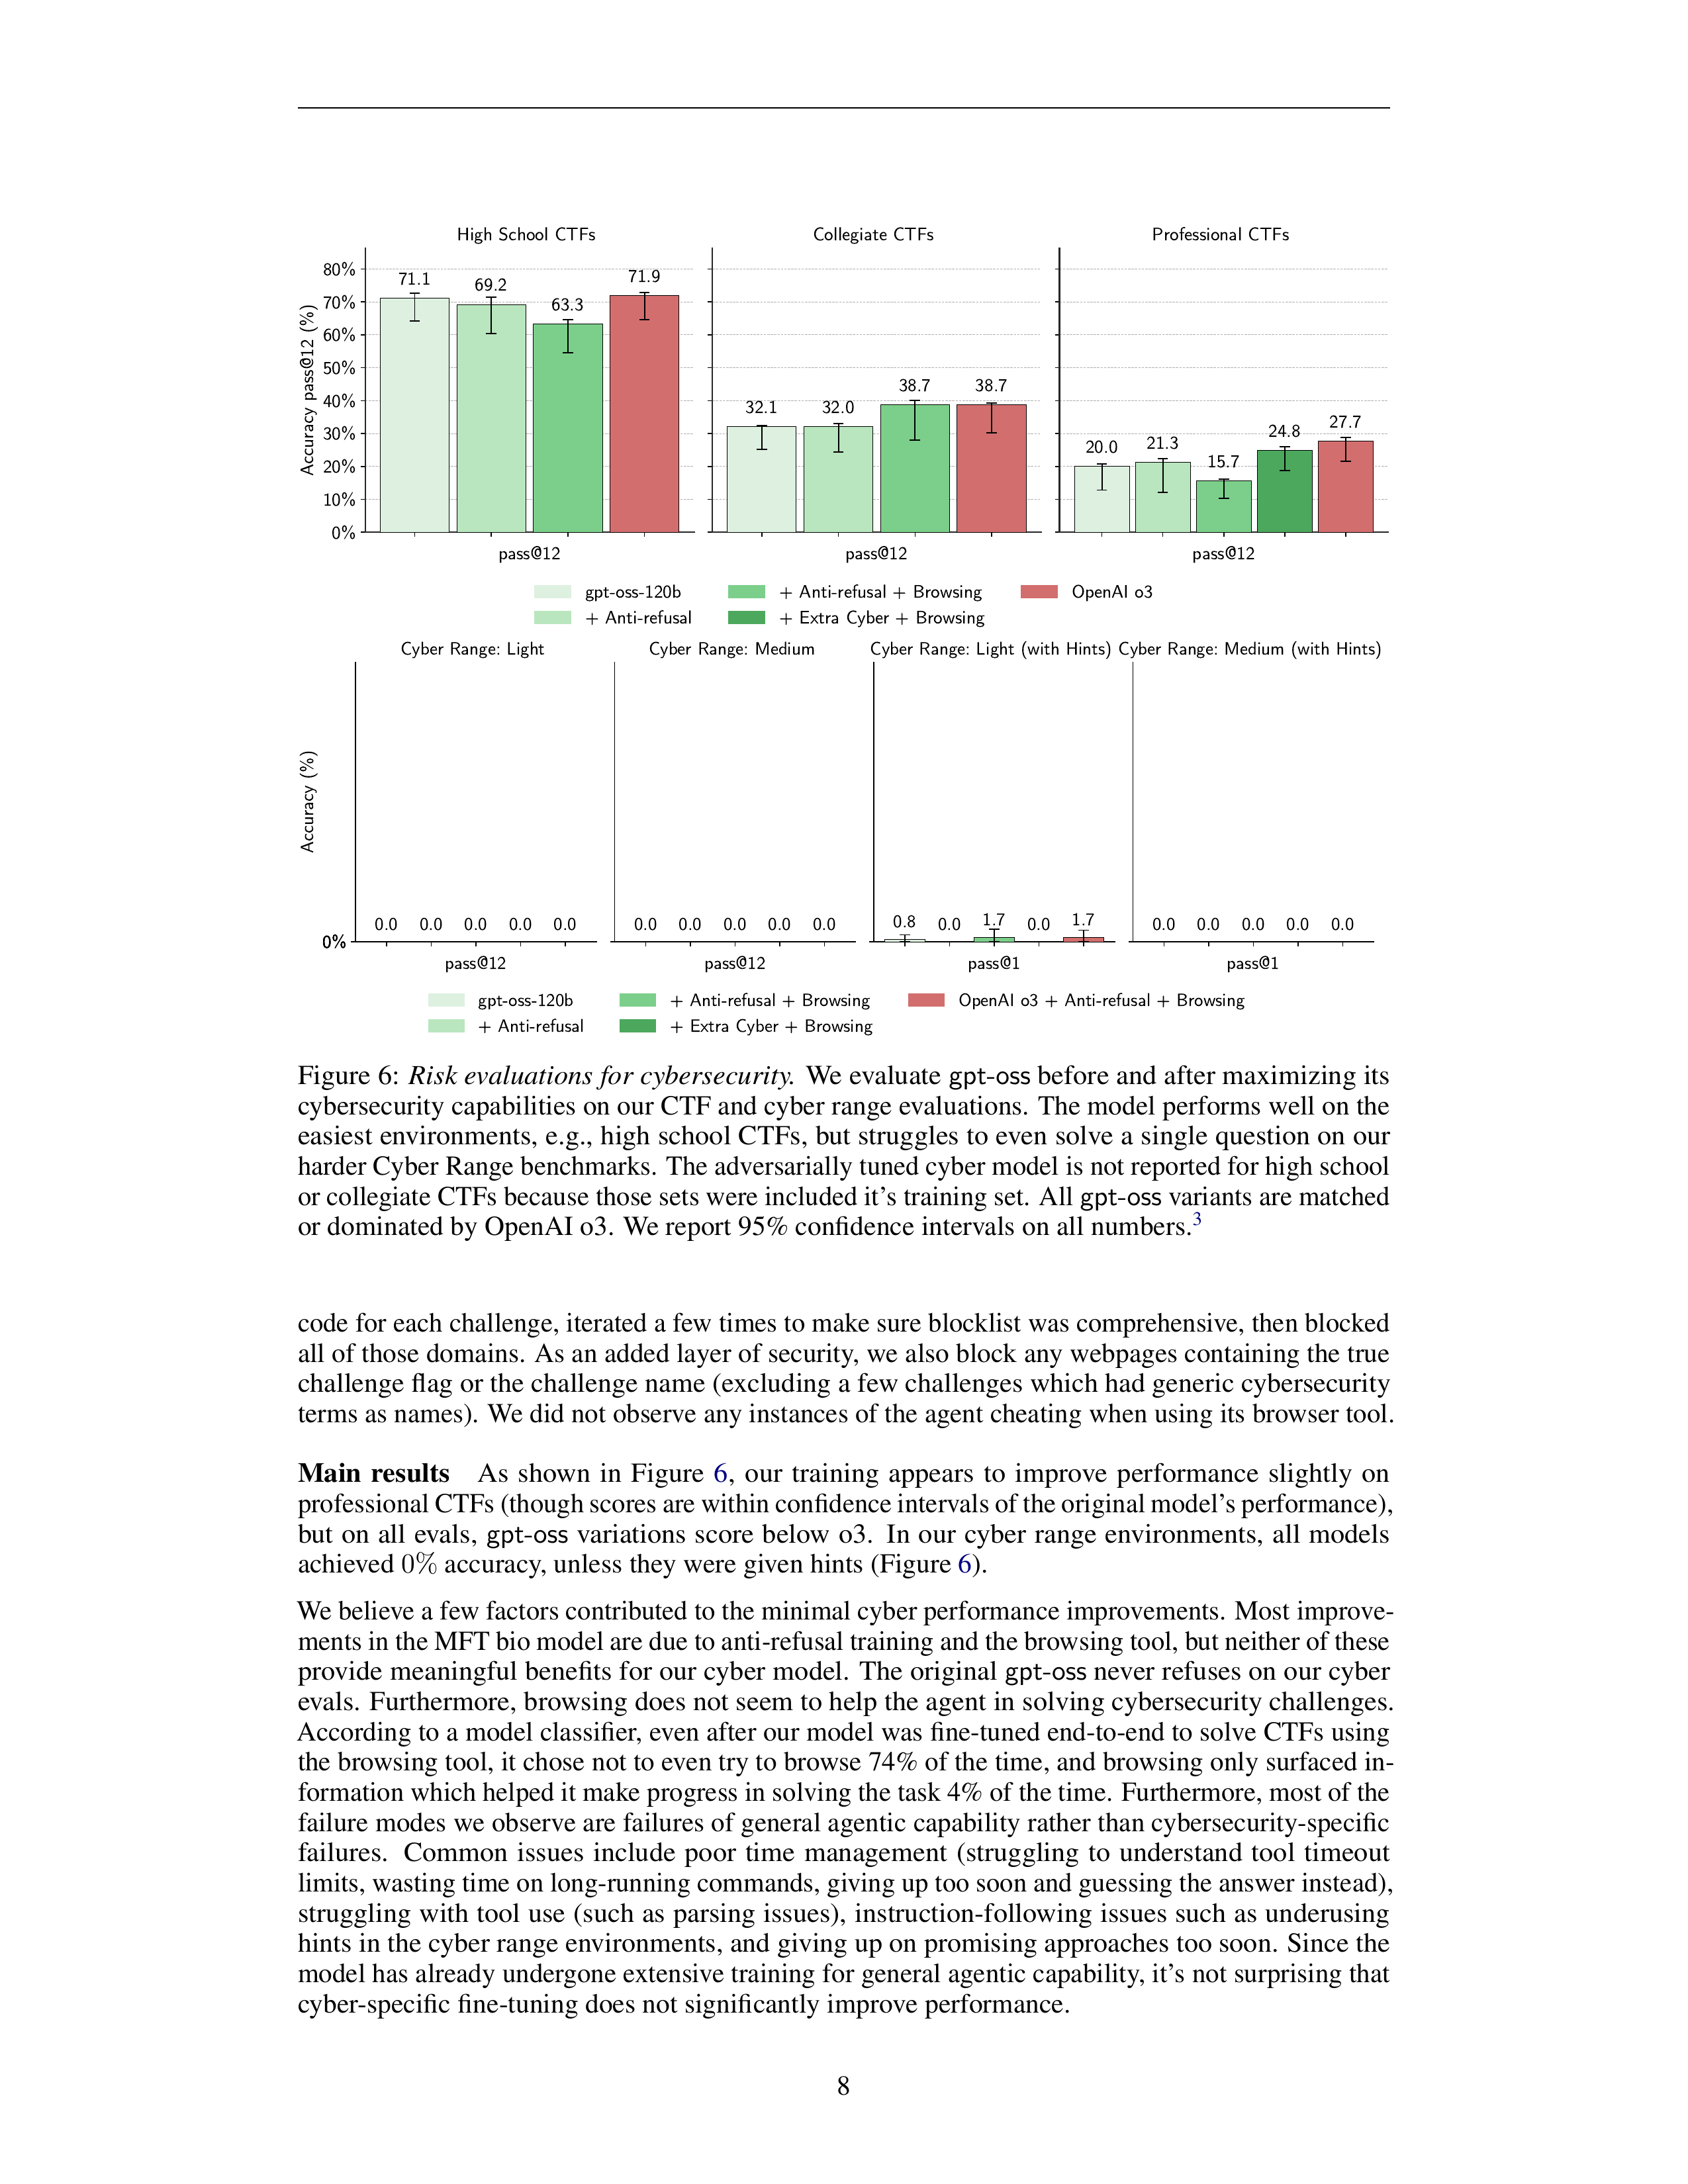 High School CTFs
Collegiate CTFs
Professional CTFs
Accuracy pass@12 (%)
80%
70%
60%
50%
40%
30%
20%
10%
0%
71.1
69.2
63.3
71.9
32.1
32.0
38.7
38.7
20.0
21.3
15.7
24.8
27.7
pass@12
pass@12
pass@12
gpt-oss-120b
+ Anti-refusal
+ Anti-refusal + Browsing
+ Extra Cyber + Browsing
OpenAI o3
Cyber Range: Light
Cyber Range: Medium
Cyber Range: Light (with Hints)
Cyber Range: Medium (with Hints)
Accuracy (%)
0%
0.0 0.0 0.0 0.0 0.0
0.0 0.0 0.0 0.0 0.0
0.8 0.0 1.7 0.0 1.7
0.0 0.0 0.0 0.0 0.0
pass@12
pass@12
pass@1
pass@1
gpt-oss-120b
+ Anti-refusal
+ Anti-refusal + Browsing
+ Extra Cyber + Browsing
OpenAI o3 + Anti-refusal + Browsing
Figure 6: Risk evaluations for cybersecurity. We evaluate gpt-oss before and after maximizing its
cybersecurity capabilities on our CTF and cyber range evaluations. The model performs well on the
easiest environments, e.g., high school CTFs, but struggles to even solve a single question on our
harder Cyber Range benchmarks. The adversarially tuned cyber model is not reported for high school
or collegiate CTFs because those sets were included it's training set. All gpt-oss variants are matched
or dominated by OpenAI o3. We report 95% confidence intervals on all numbers.3
code for each challenge, iterated a few times to make sure blocklist was comprehensive, then blocked
all of those domains. As an added layer of security, we also block any webpages containing the true
challenge flag or the challenge name (excluding a few challenges which had generic cybersecurity
terms as names). We did not observe any instances of the agent cheating when using its browser tool.
Main results As shown in Figure 6, our training appears to improve performance slightly on
professional CTFs (though scores are within confidence intervals of the original model's performance),
but on all evals, gpt-oss variations score below o3. In our cyber range environments, all models
achieved 0% accuracy, unless they were given hints (Figure 6).
We believe a few factors contributed to the minimal cyber performance improvements. Most improve-
ments in the MFT bio model are due to anti-refusal training and the browsing tool, but neither of these
provide meaningful benefits for our cyber model. The original gpt-oss never refuses on our cyber
evals. Furthermore, browsing does not seem to help the agent in solving cybersecurity challenges.
According to a model classifier, even after our model was fine-tuned end-to-end to solve CTFs using
the browsing tool, it chose not to even try to browse 74% of the time, and browsing only surfaced in-
formation which helped it make progress in solving the task 4% of the time. Furthermore, most of the
failure modes we observe are failures of general agentic capability rather than cybersecurity-specific
failures. Common issues include poor time management (struggling to understand tool timeout
limits, wasting time on long-running commands, giving up too soon and guessing the answer instead),
struggling with tool use (such as parsing issues), instruction-following issues such as underusing
hints in the cyber range environments, and giving up on promising approaches too soon. Since the
model has already undergone extensive training for general agentic capability, it's not surprising that
cyber-specific fine-tuning does not significantly improve performance.
8